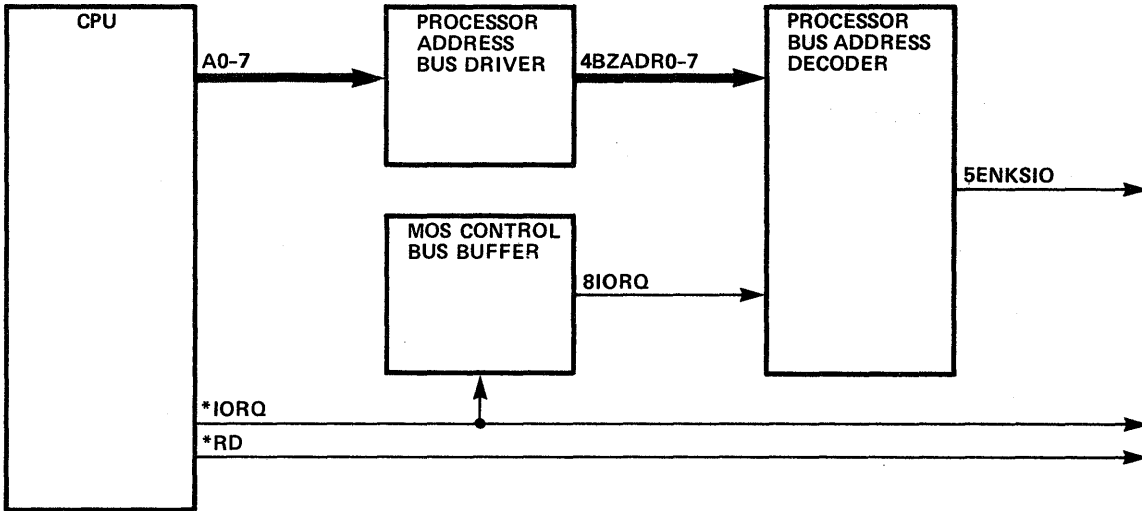 CPU
A0-7
PROCESSOR
ADDRESS
BUS DRIVER
4BZADR0-7
PROCESSOR
BUS ADDRESS
DECODER
5ENKSIO
MOS CONTROL
BUS BUFFER
8IORQ
*IORQ
*RD